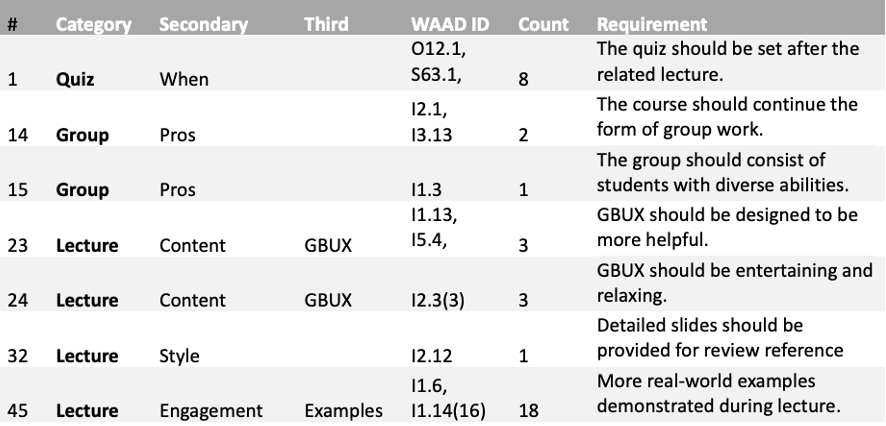 # Category Secondary Third WAAD ID Count Requirement
O12.1, The quiz should be set after the
1 Quiz When S63.1, 8 related lecture.
I2.1, The course should continue the
14 Group Pros I3.13 2 form of group work.
The group should consist of
15 Group Pros I1.3 1 students with diverse abilities.
I1.13, GBUX should be designed to be
23 Lecture Content GBUX I5.4, 3 more helpful.
GBUX should be entertaining and
24 Lecture Content GBUX I2.3(3) 3 relaxing.
Detailed slides should be
32 Lecture Style I2.12 1 provided for review reference
I1.6, More real-world examples
45 Lecture Engagement Examples I1.14(16) 18 demonstrated during lecture.